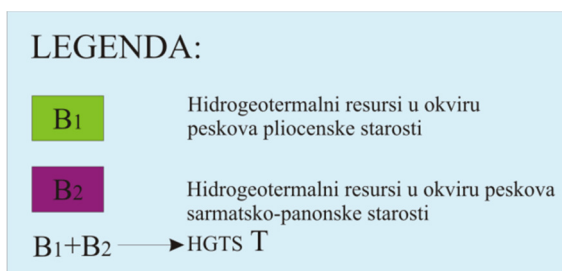 LEGENDA:
B1 Hidrogeotermalni resursi u okviru
peskova pliocenske starosti
B2 Hidrogeotermalni resursi u okviru peskova
sarmatsko-panonske starosti
B1+B2 → HGTS T